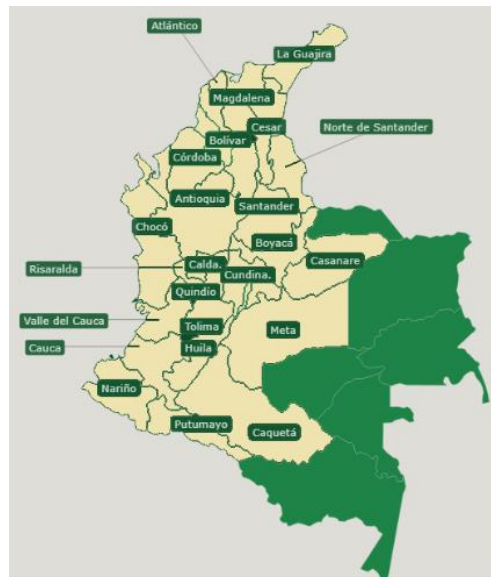 Atlántico
La Guajira
Magdalena
Cesar
Norte de Santander
Bolívar
Córdoba
Antioquia
Santander
Chocó
Boyacá
Casanare
Risaralda
Calda.
Cundina.
Quindio
Valle del Cauca
Tolima
Meta
Cauca
Huila
Nariño
Putumayo
Caquetá